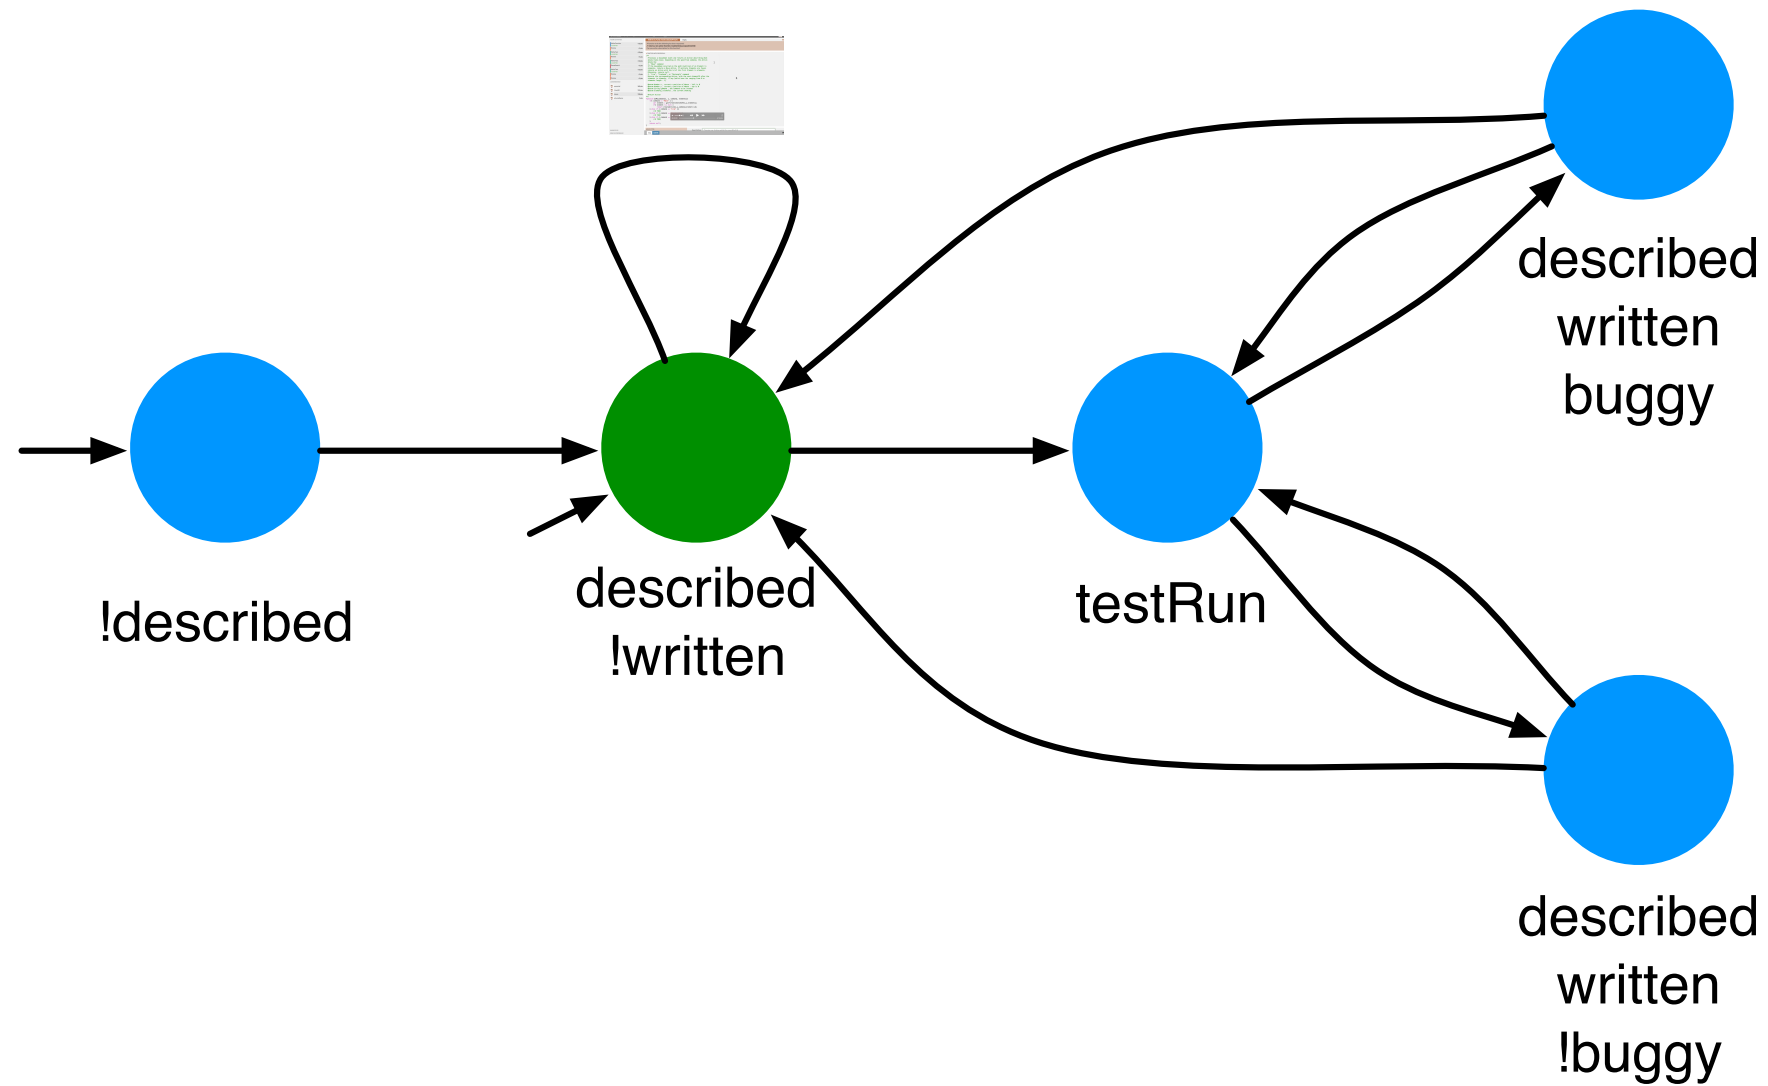 !described
described
!written
testRun
described
written
buggy
described
written
!buggy